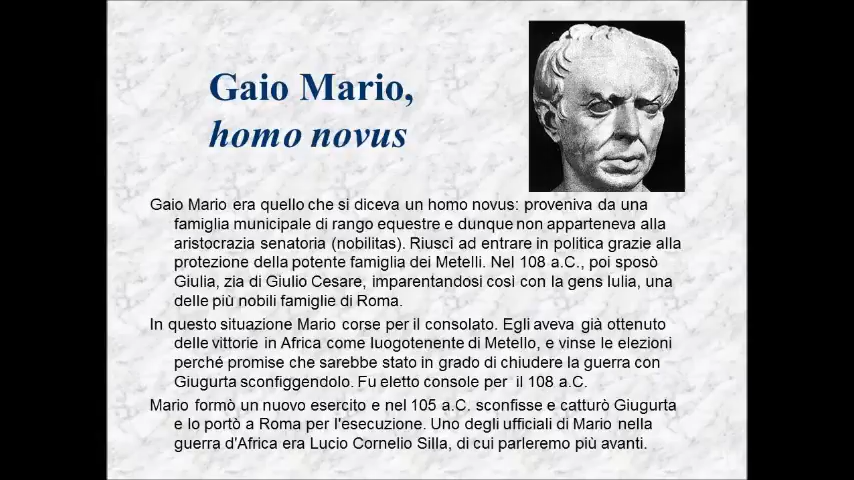 Gaio Mario,
homo novus
Gaio Mario era quello che si diceva un homo novus: proveniva da una
famiglia municipale di rango equestre e dunque non apparteneva alla
aristocrazia senatoria (nobilitas). Riuscì ad entrare in politica grazie alla
protezione della potente famiglia dei Metelli. Nel 108 a.C., poi sposò
Giulia, zia di Giulio Cesare, imparentandosi così con la gens Iulia, una
delle più nobili famiglie di Roma.
In questo situazione Mario corse per il consolato. Egli aveva già ottenuto
delle vittorie in Africa come luogotenente di Metello, e vinse le elezioni
perché promise che sarebbe stato in grado di chiudere la guerra con
Giugurta sconfiggendolo. Fu eletto console per il 108 a.C.
Mario formò un nuovo esercito e nel 105 a.C. sconfisse e catturò Giugurta
e lo portò a Roma per l'esecuzione. Uno degli ufficiali di Mario nella
guerra d'Africa era Lucio Cornelio Silla, di cui parleremo più avanti.